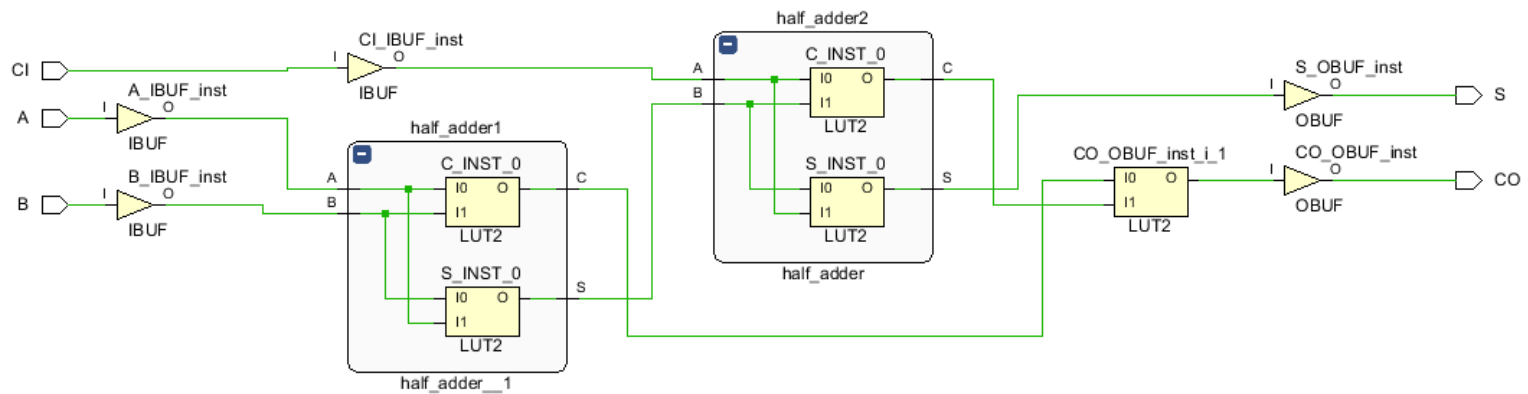 half_adder2
CI_IBUF_inst
CI
I
O
IBUF
A_IBUF_inst
A
I
O
IBUF
B_IBUF_inst
B
I
O
IBUF
half_adder1
A
B
C_INST_0
I0
O
I1
LUT2
C
S_INST_0
I0
O
I1
LUT2
S
half_adder__1
A
B
C_INST_0
I0
O
I1
LUT2
C
S_INST_0
I0
O
I1
LUT2
S
half_adder
CO_OBUF_inst_i_1
I0
O
I1
LUT2
S_OBUF_inst
I
O
OBUF
S
CO_OBUF_inst
I
O
OBUF
CO